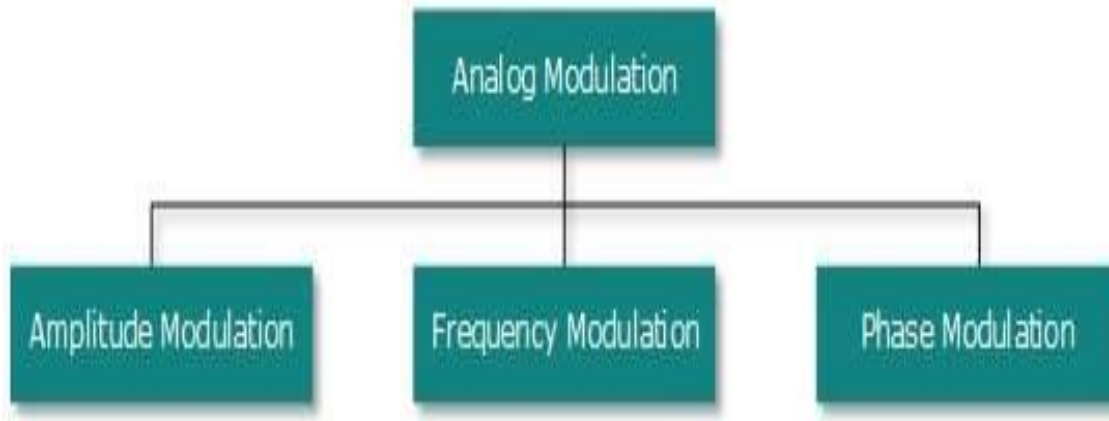 Analog Modulation
Amplitude Modulation
Frequency Modulation
Phase Modulation